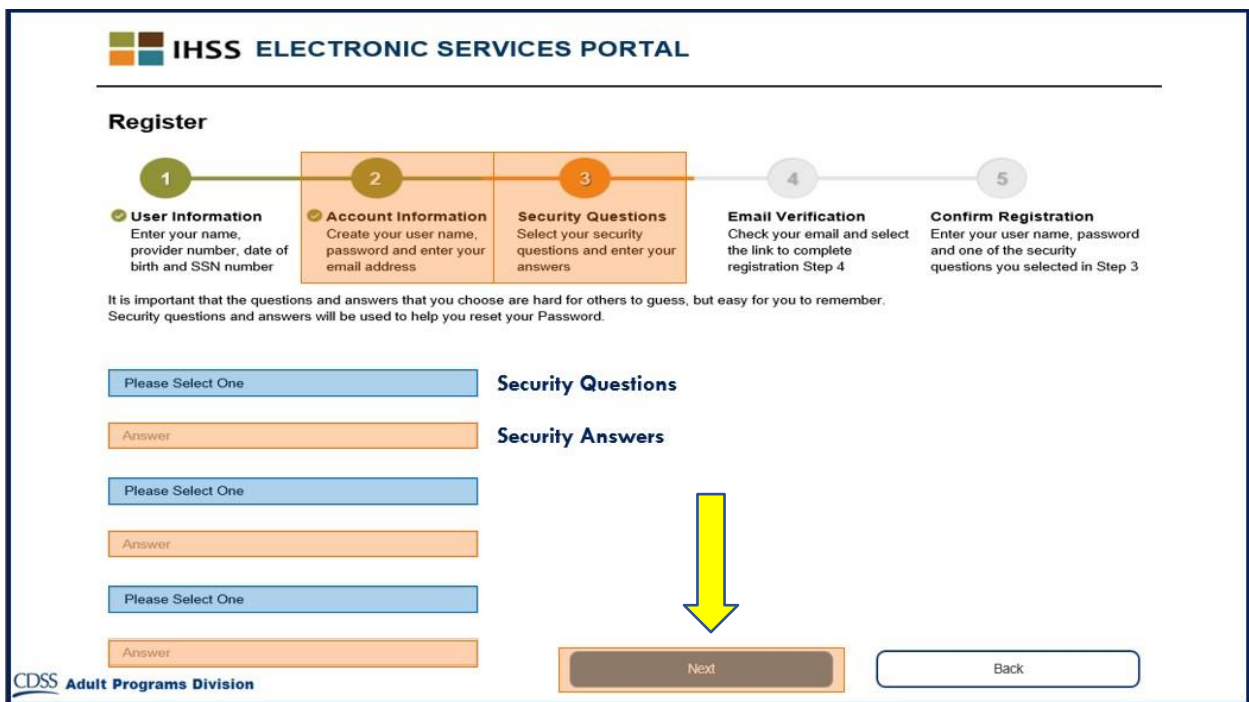 IHSS ELECTRONIC SERVICES PORTAL
Register
1
2
3
4
5
User Information
Enter your name,
provider number, date of
birth and SSN number
Account Information
Create your user name,
password and enter your
email address
Security Questions
Select your security
questions and enter your
answers
Email Verification
Check your email and select
the link to complete
registration Step 4
Confirm Registration
Enter your user name, password
and one of the security
questions you selected in Step 3
It is important that the questions and answers that you choose are hard for others to guess, but easy for you to remember.
Security questions and answers will be used to help you reset your Password.
Please Select One
Security Questions
Answer
Security Answers
Please Select One
Answer
Please Select One
Answer
Next
Back
CDSS Adult Programs Division